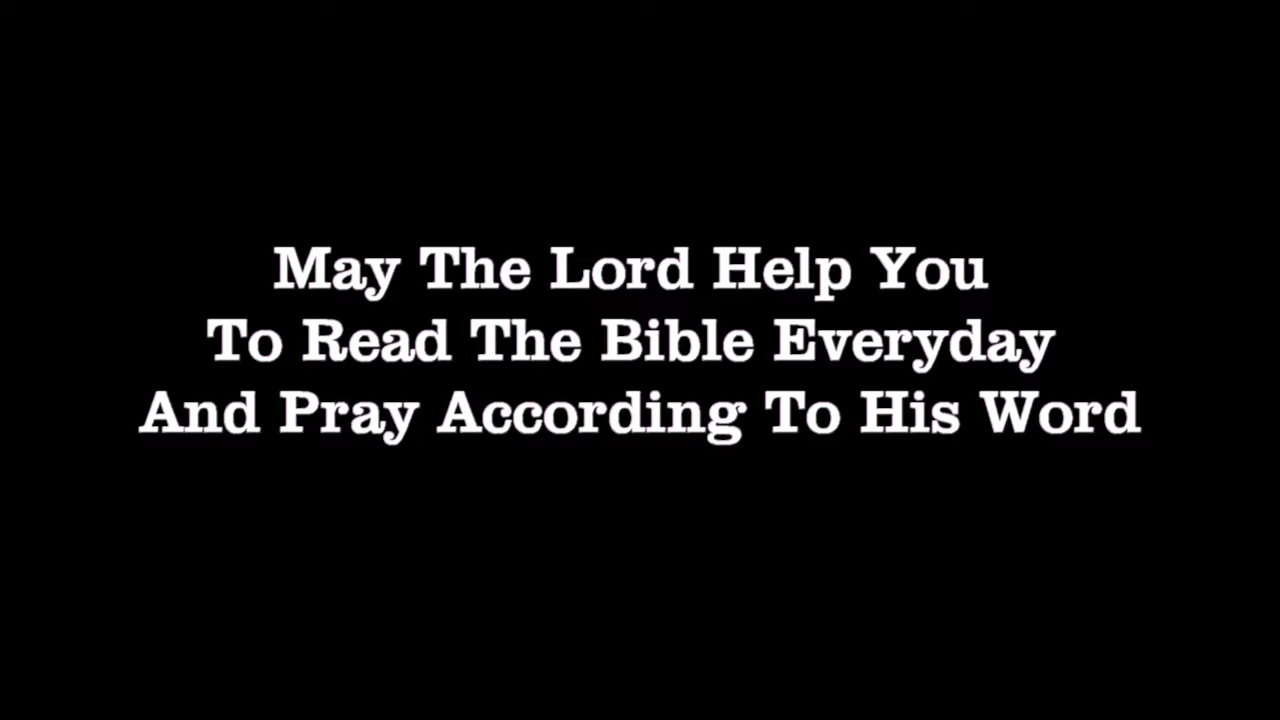 May The Lord Help You
To Read The Bible Everyday
And Pray According To His Word